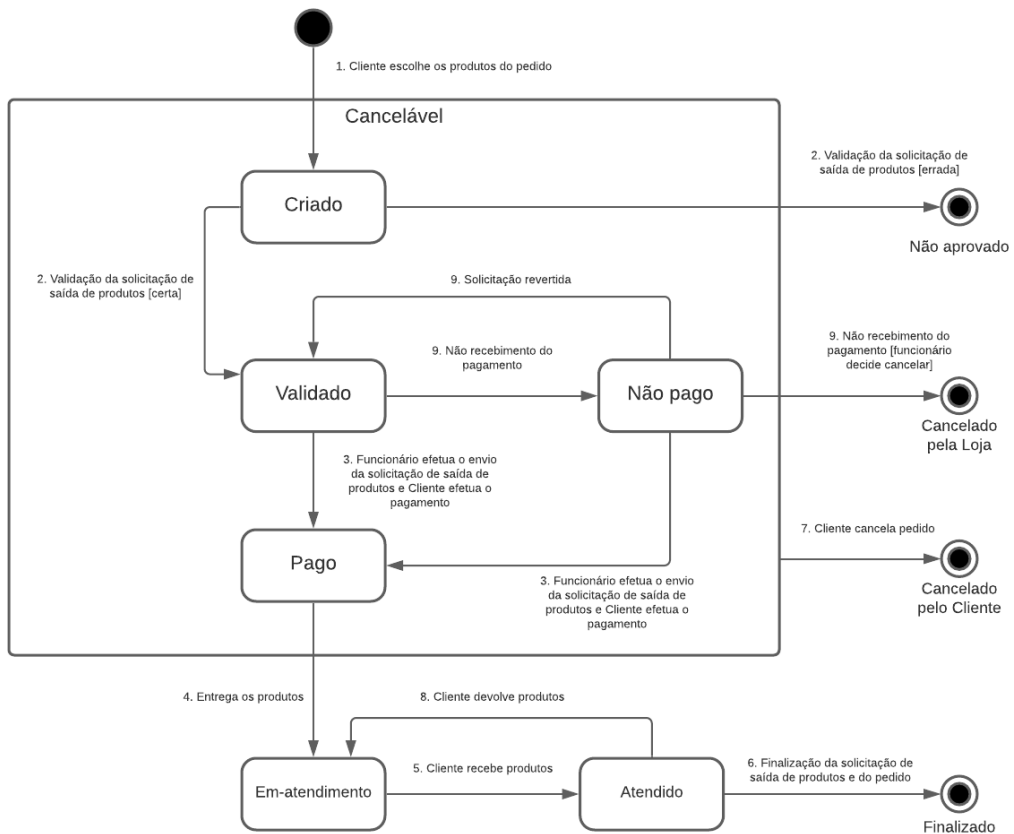 1. Cliente escolhe os produtos do pedido
Cancelável
2. Validação da solicitação de
saída de produtos [errada]
Criado
Não aprovado
2. Validação da solicitação de
saída de produtos [certa]
9. Solicitação revertida
9. Não recebimento do
pagamento
9. Não recebimento do
pagamento [funcionário
decide cancelar]
Validado
Não pago
Cancelado
pela Loja
3. Funcionário efetua o envio
da solicitação de saída de
produtos e Cliente efetua o
pagamento
7. Cliente cancela pedido
Pago
3. Funcionário efetua o envio
da solicitação de saída de
produtos e Cliente efetua o
pagamento
Cancelado
pelo Cliente
4. Entrega os produtos
8. Cliente devolve produtos
5. Cliente recebe produtos
6. Finalização da solicitação de
saída de produtos e do pedido
Em-atendimento
Atendido
Finalizado